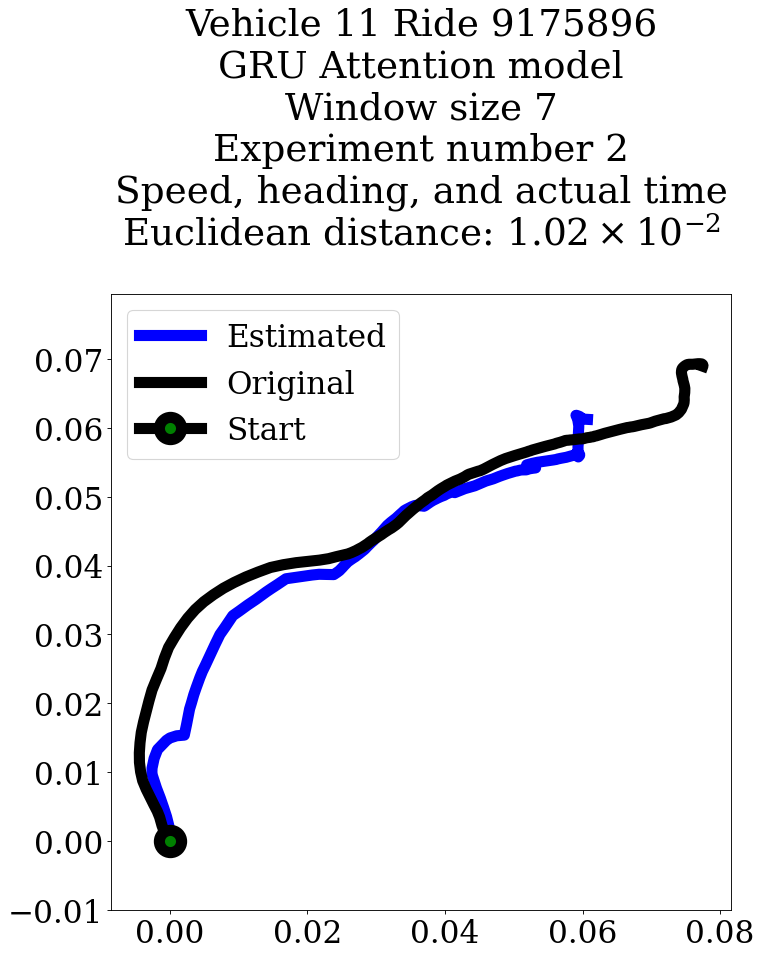 Vehicle 11 Ride 9175896
GRU Attention model
Window size 7
Experiment number 2
Speed, heading, and actual time
Euclidean distance: 1.02 × 10⁻²
Estimated
Original
Start
0.07
0.06
0.05
0.04
0.03
0.02
0.01
0.00
−0.01
0.00 0.02 0.04 0.06 0.08